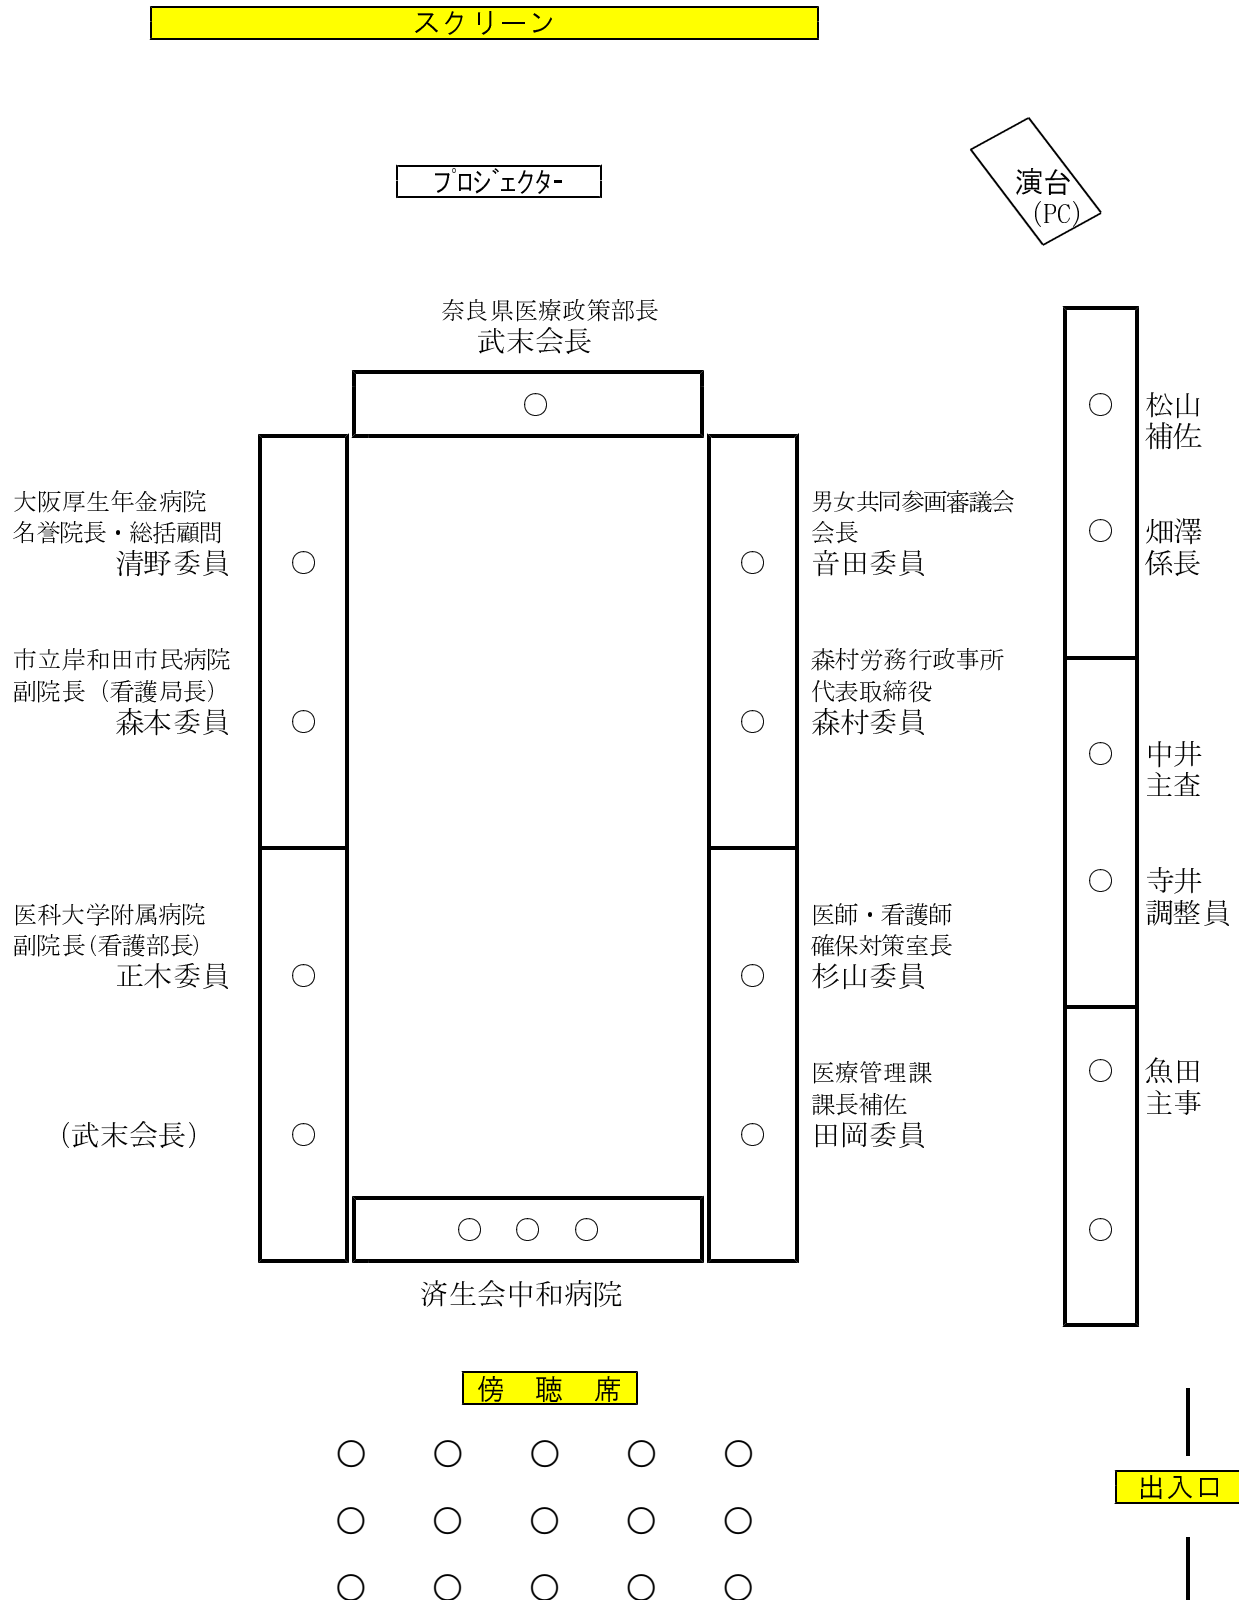 スクリーン
プロジェクター
演台
(PC)
奈良県医療政策部長
武末会長
松山
補佐
大阪厚生年金病院
名誉院長・総括顧問
清野委員
男女共同参画審議会
会長
音田委員
畑澤
係長
市立岸和田市民病院
副院長（看護局長）
森本委員
森村労務行政事所
代表取締役
森村委員
中井
主査
寺井
調整員
医科大学附属病院
副院長(看護部長)
正木委員
医師・看護師
確保対策室長
杉山委員
魚田
主事
（武末会長）
医療管理課
課長補佐
田岡委員
済生会中和病院
傍　聴　席
出入口